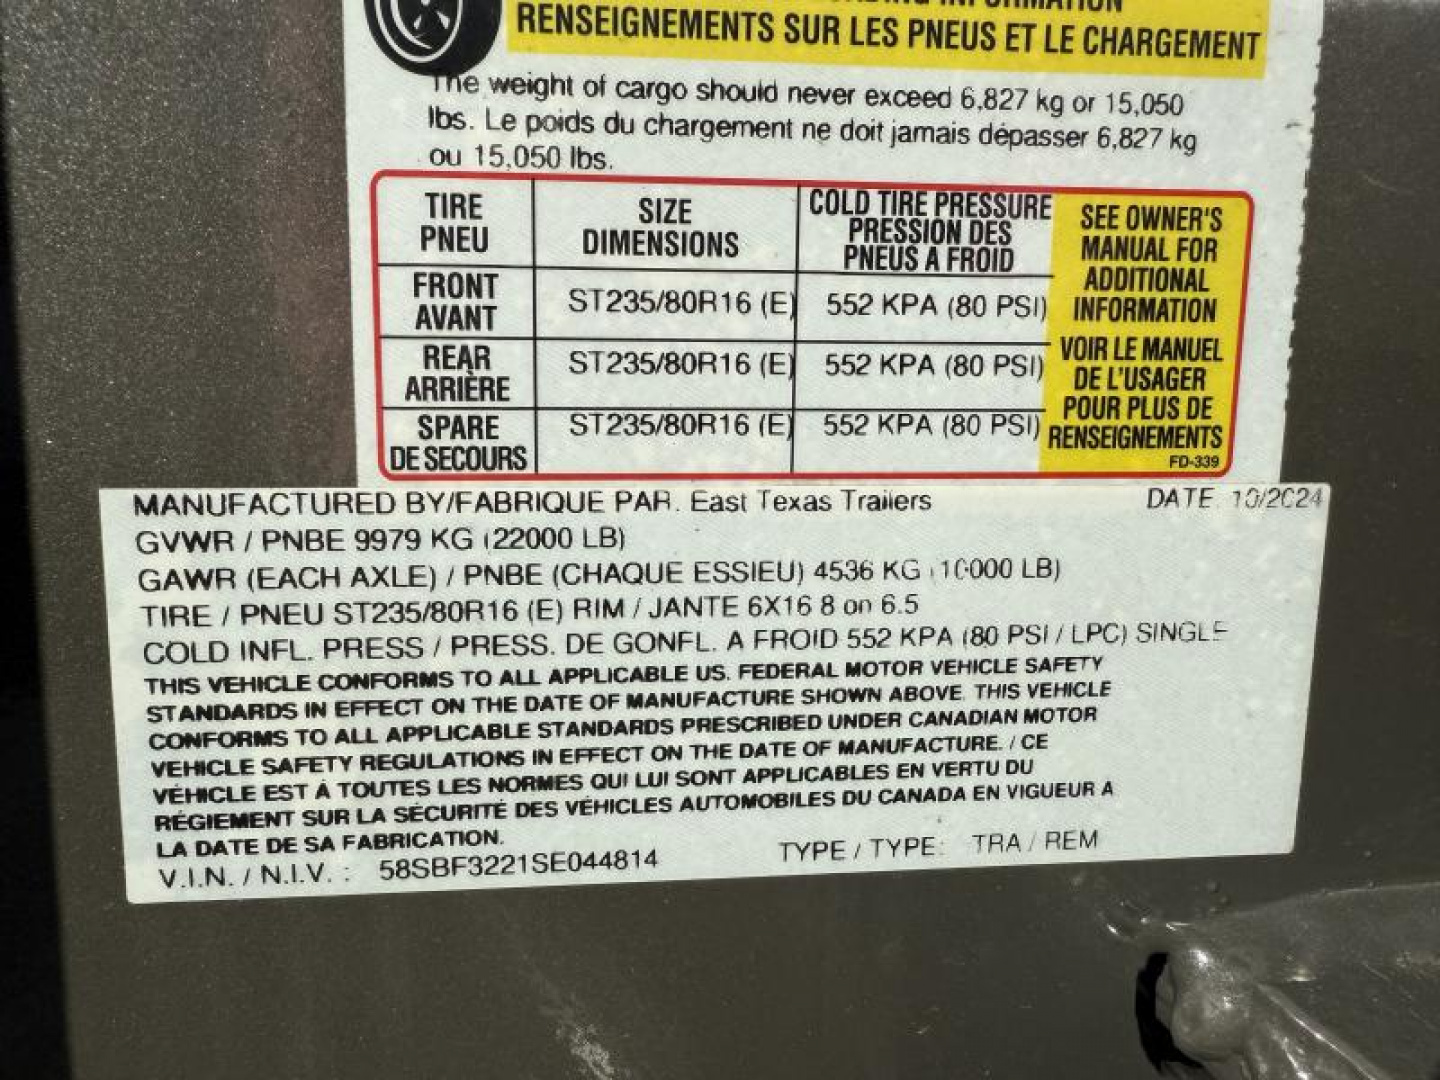 RENSEIGNEMENTS SUR LES PNEUS ET LE CHARGEMENT
The weight of cargo should never exceed 6,827 kg or 15,050
lbs. Le poids du chargement ne doit jamais dépasser 6,827 kg
ou 15,050 lbs.
TIRE
PNEU
SIZE
DIMENSIONS
COLD TIRE PRESSURE
PRESSION DES
PNEUS A FROID
FRONT
AVANT
ST235/80R16 (E)
552 KPA (80 PSI)
REAR
ARRIÈRE
ST235/80R16 (E)
552 KPA (80 PSI)
SPARE
DE SECOURS
ST235/80R16 (E)
552 KPA (80 PSI)
SEE OWNER'S
MANUAL FOR
ADDITIONAL
INFORMATION
VOIR LE MANUEL
DE L'USAGER
POUR PLUS DE
RENSEIGNEMENTS
FD-339
MANUFACTURED BY/FABRIQUE PAR. East Texas Trailers DATE. 10/2024
GVWR / PNBE 9979 KG (22000 LB)
GAWR (EACH AXLE) / PNBE (CHAQUE ESSIEU) 4536 KG (10000 LB)
TIRE / PNEU ST235/80R16 (E) RIM / JANTE 6X16 8 on 6.5
COLD INFL. PRESS / PRESS. DE GONFL. A FROID 552 KPA (80 PSI / LPC) SINGLE
THIS VEHICLE CONFORMS TO ALL APPLICABLE US. FEDERAL MOTOR VEHICLE SAFETY
STANDARDS IN EFFECT ON THE DATE OF MANUFACTURE SHOWN ABOVE. THIS VEHICLE
CONFORMS TO ALL APPLICABLE STANDARDS PRESCRIBED UNDER CANADIAN MOTOR
VEHICLE SAFETY REGULATIONS IN EFFECT ON THE DATE OF MANUFACTURE. / CE
VÉHICLE EST À TOUTES LES NORMES QUI LUI SONT APPLICABLES EN VERTU DU
RÉGIEMENT SUR LA SÉCURITÉ DES VÉHICLES AUTOMOBILES DU CANADA EN VIGUEUR A
LA DATE DE SA FABRICATION.
V.I.N. / N.I.V. : 58SBF3221SE044814 TYPE / TYPE: TRA / REM